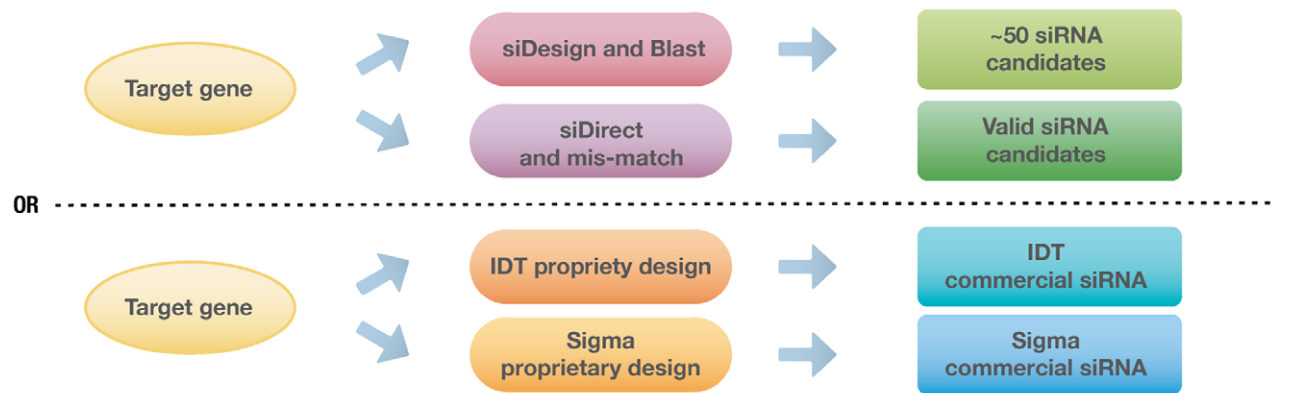 Target gene
siDesign and Blast
~50 siRNA
candidates
siDirect
and mis-match
Valid siRNA
candidates
OR
Target gene
IDT propriety design
IDT
commercial siRNA
Sigma
proprietary design
Sigma
commercial siRNA